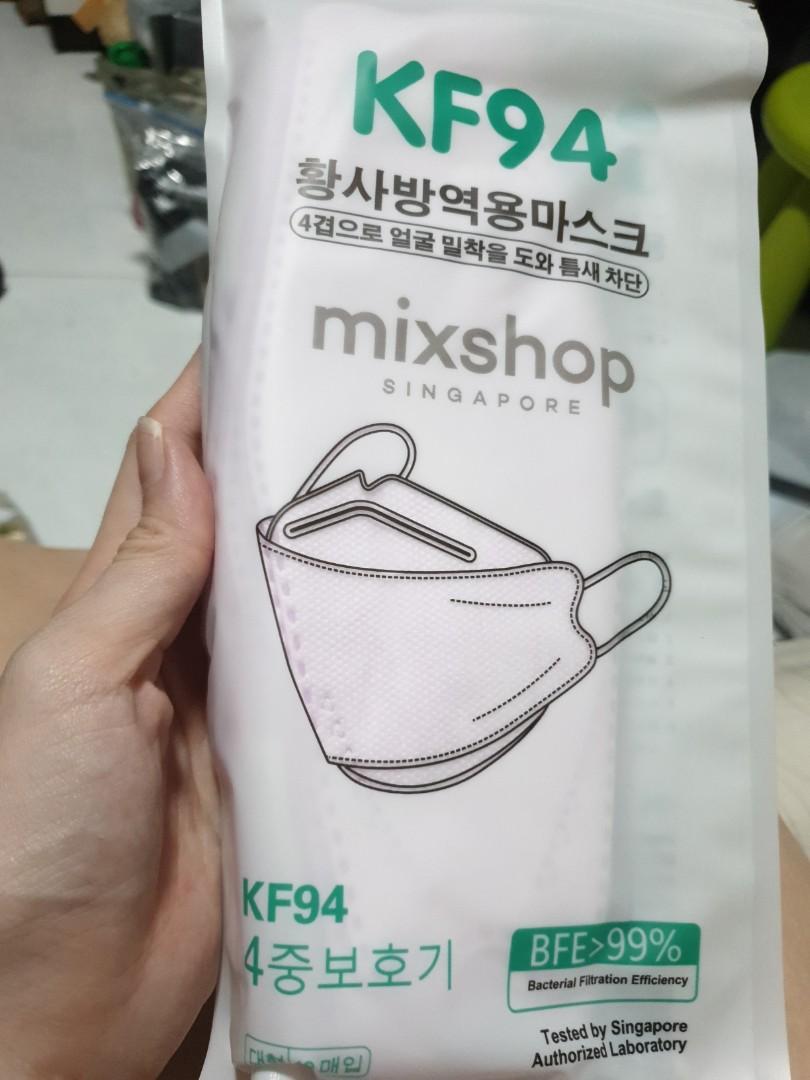 KF94
황사방역용마스크
4겹으로 얼굴 밀착을 도와 틈새 차단
mixshop
SINGAPORE
KF94
4중보호기
BFE>99%
Bacterial Filtration Efficiency
Tested by Singapore
Authorized Laboratory
매입